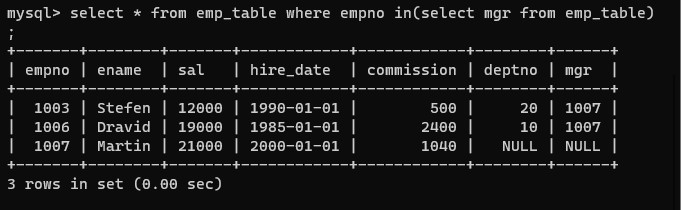 mysql> select * from emp_table where empno in(select mgr from emp_table)
;
+-------+--------+-------+------------+------------+--------+------+
| empno | ename  | sal   | hire_date  | commission | deptno | mgr  |
+-------+--------+-------+------------+------------+--------+------+
|  1003 | Stefen | 12000 | 1990-01-01 |        500 |     20 | 1007 |
|  1006 | Dravid | 19000 | 1985-01-01 |       2400 |     10 | 1007 |
|  1007 | Martin | 21000 | 2000-01-01 |       1040 |   NULL | NULL |
+-------+--------+-------+------------+------------+--------+------+
3 rows in set (0.00 sec)